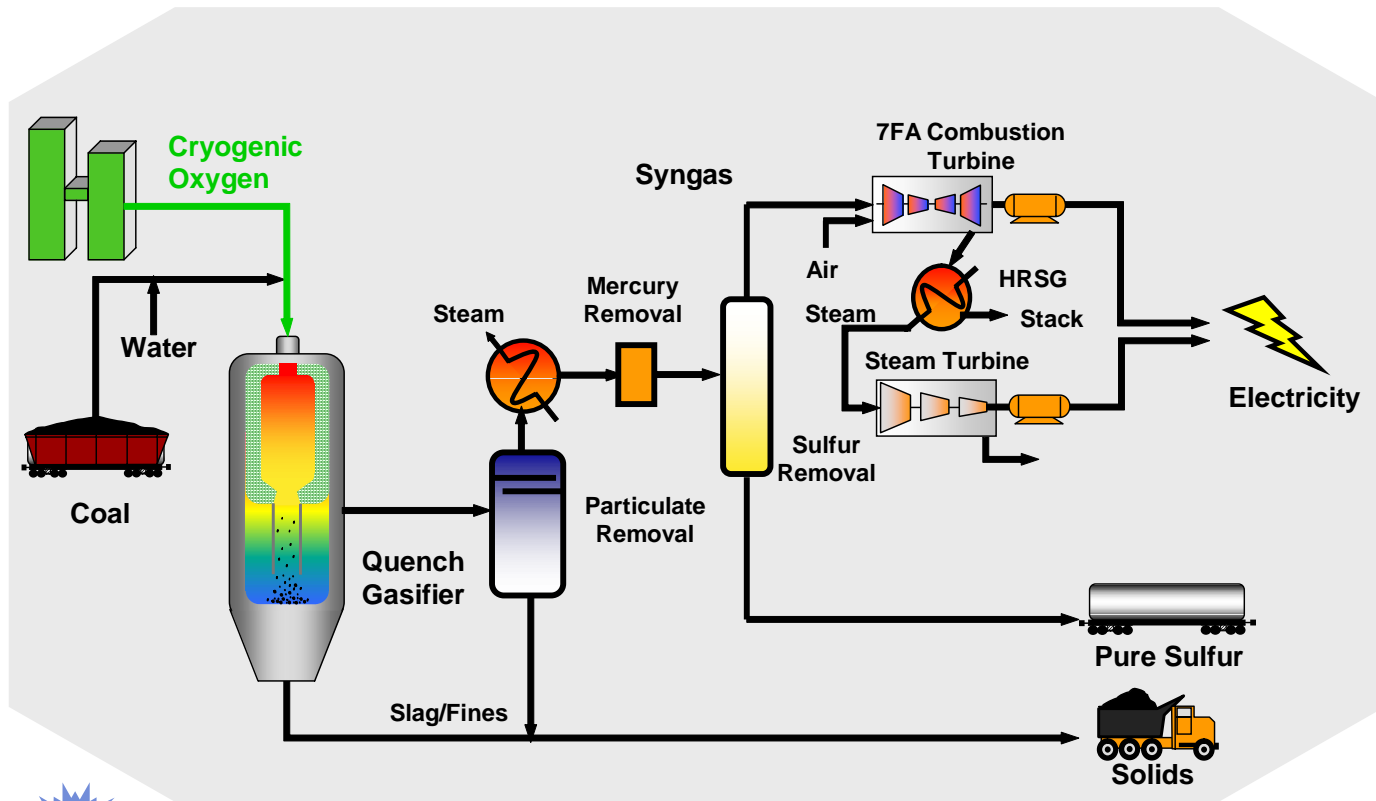 7FA Combustion
Turbine
Cryogenic
Oxygen
Syngas
Air
HRSG
Mercury
Removal
Steam
Steam
Stack
Water
Steam Turbine
Electricity
Sulfur
Removal
Coal
Particulate
Removal
Quench
Gasifier
Pure Sulfur
Slag/Fines
Solids